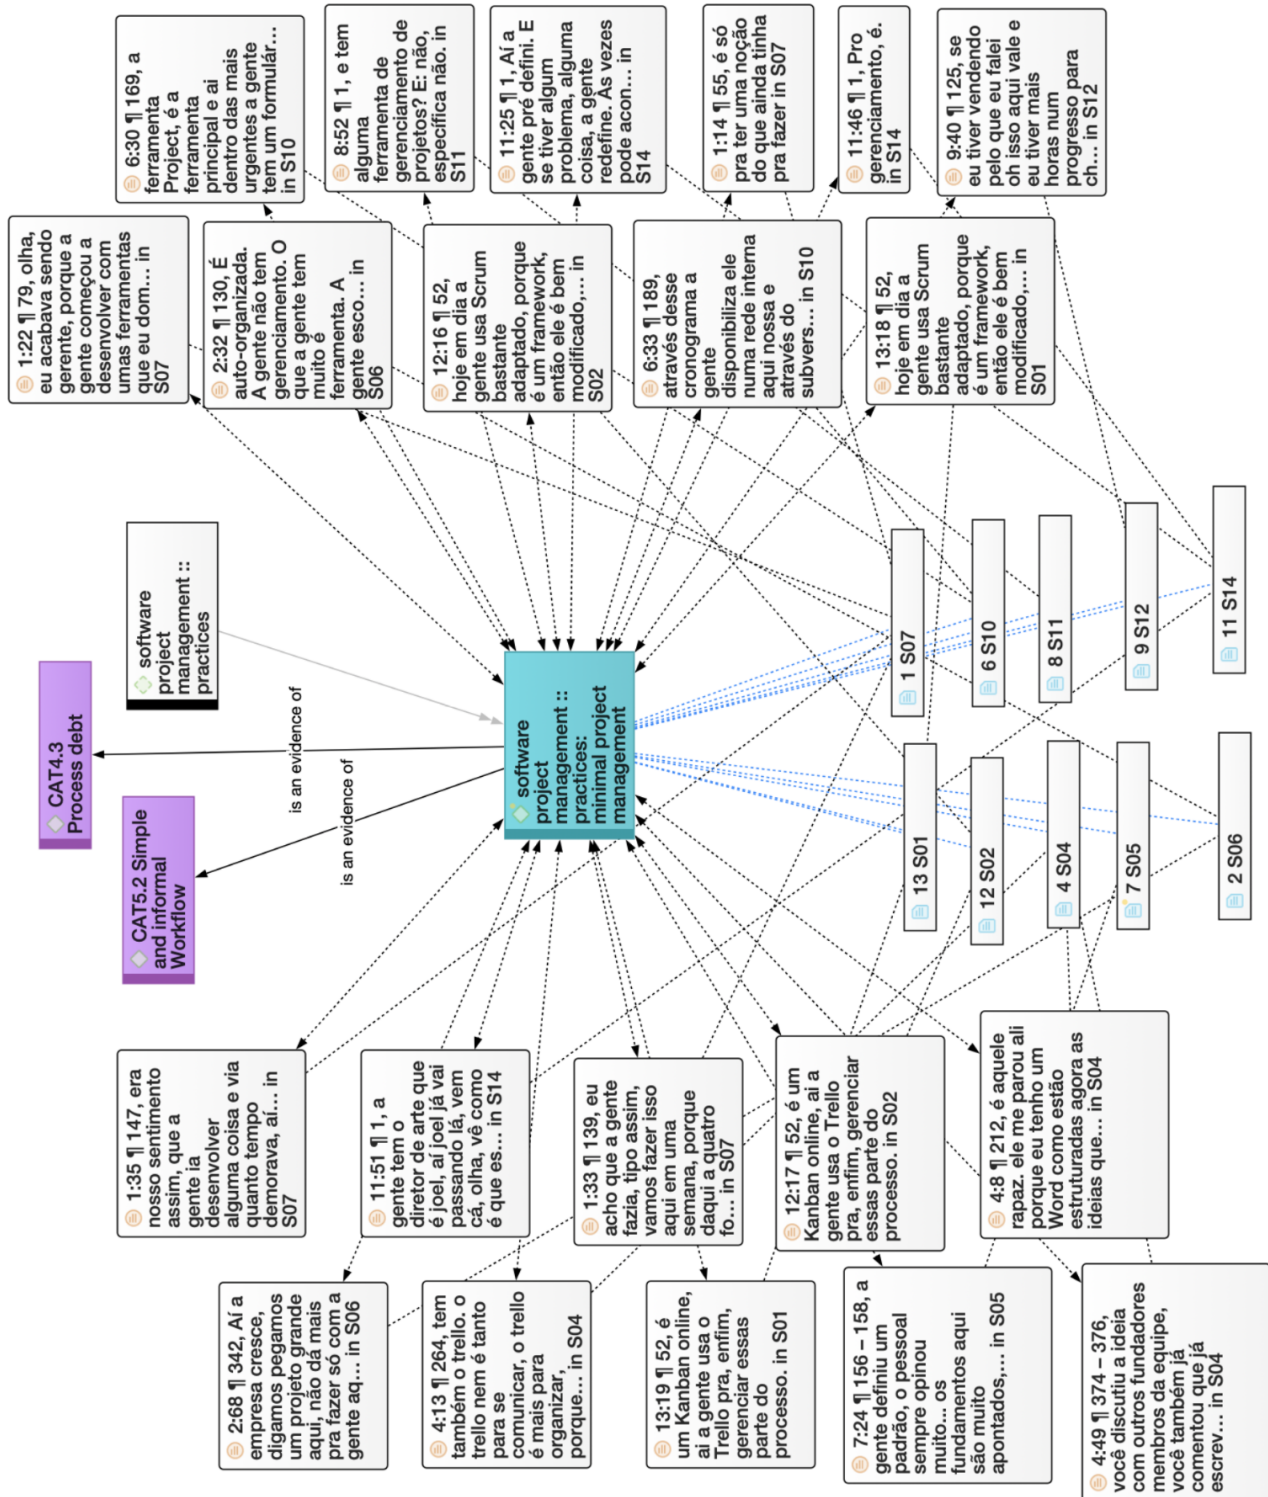 CAT5.2 Simple
and informal
Workflow
CAT4.3
Process debt
software
project
management ::
practices
is an evidence of
is an evidence of
software
project
management ::
practices:
minimal project
management
1:35 ¶ 147, era
nosso sentimento
assim, que a
gente ia
desenvolver
alguma coisa e via
quanto tempo
demorava, aí… in
S07
1:22 ¶ 79, olha,
eu acabava sendo
gerente, porque a
gente começou a
desenvolver com
umas ferramentas
que eu dom… in
S07
6:30 ¶ 169, a
ferramenta
Project, é a
ferramenta
principal e ai
dentro das mais
urgentes a gente
tem um formulár…
in S10
2:68 ¶ 342, Aí a
empresa cresce,
digamos pegamos
um projeto grande
aqui, não dá mais
pra fazer só com a
gente aq… in S06
11:51 ¶ 1, a
gente tem o
diretor de arte que
é joel, aí joel já vai
passando lá, vem
cá, olha, vê como
é que es… in S14
2:32 ¶ 130, É
auto-organizada.
A gente não tem
gerenciamento. O
que a gente tem
muito é
ferramenta. A
gente esco… in
S06
8:52 ¶ 1, e tem
alguma
ferramenta de
gerenciamento de
projetos? E: não,
específica não. in
S11
4:13 ¶ 264, tem
também o trello. o
trello nem é tanto
para se
comunicar, o trello
é mais para
organizar,
porque… in S04
1:33 ¶ 139, eu
acho que a gente
fazia, tipo assim,
vamos fazer isso
aqui em uma
semana, porque
daqui a quatro
fo… in S07
12:16 ¶ 52,
hoje em dia a
gente usa Scrum
bastante
adaptado, porque
é um framework,
então ele é bem
modificado,… in
S02
11:25 ¶ 1, Aí a
gente pré defini. E
se tiver algum
problema, alguma
coisa, a gente
redefine. Às vezes
pode acon… in
S14
13:19 ¶ 52, é
um Kanban online,
ai a gente usa o
Trello pra, enfim,
gerenciar essas
parte do
processo. in S01
12:17 ¶ 52, é um
Kanban online, ai a
gente usa o Trello
pra, enfim, gerenciar
essas parte do
processo. in S02
6:33 ¶ 189,
através desse
cronograma a
gente
disponibiliza ele
numa rede interna
aqui nossa e
através do
subvers… in S10
1:14 ¶ 55, é só
pra ter uma noção
do que ainda tinha
pra fazer in S07
11:46 ¶ 1, Pro
gerenciamento, é.
in S14
7:24 ¶ 156 – 158, a
gente definiu um
padrão, o pessoal
sempre opinou
muito... os
fundamentos aqui
são muito
apontados,… in S05
4:8 ¶ 212, é aquele
rapaz. ele me parou ali
porque eu tenho um
Word como estão
estruturadas agora as
ideias que… in S04
13:18 ¶ 52,
hoje em dia a
gente usa Scrum
bastante
adaptado, porque
é um framework,
então ele é bem
modificado,… in
S01
9:40 ¶ 125, se
eu tiver vendendo
pelo que eu falei
oh isso aqui vale e
eu tiver mais
horas num
progresso para
ch… in S12
4:49 ¶ 374 – 376,
você discutiu a ideia
com outros fundadores
membros da equipe,
você também já
comentou que já
escrev… in S04
13 S01
1 S07
12 S02
6 S10
4 S04
8 S11
7 S05
9 S12
2 S06
11 S14